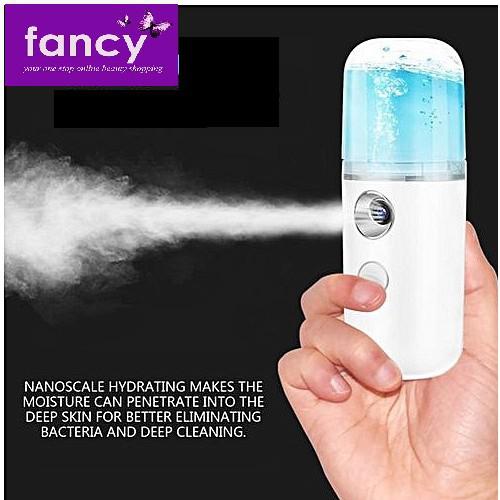 fancy
your one stop online beauty shopping
NANOSCALE HYDRATING MAKES THE
MOISTURE CAN PENETRATE INTO THE
DEEP SKIN FOR BETTER ELIMINATING
BACTERIA AND DEEP CLEANING.